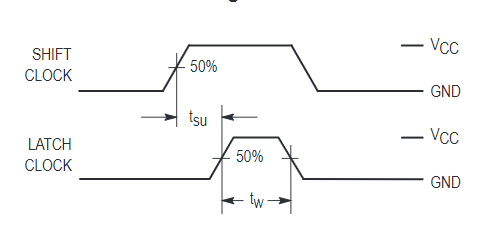 SHIFT
CLOCK
50%
VCC
GND
tsu
LATCH
CLOCK
50%
VCC
GND
tw